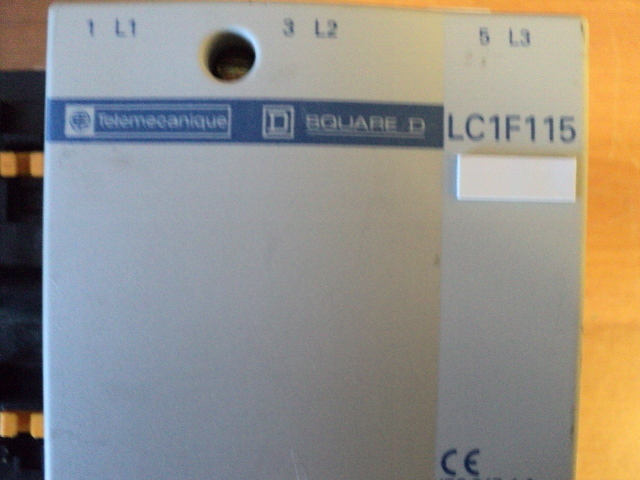 1 L1 3 L2 5 L3
Telemecanique SQUARE D LC1F115
CE